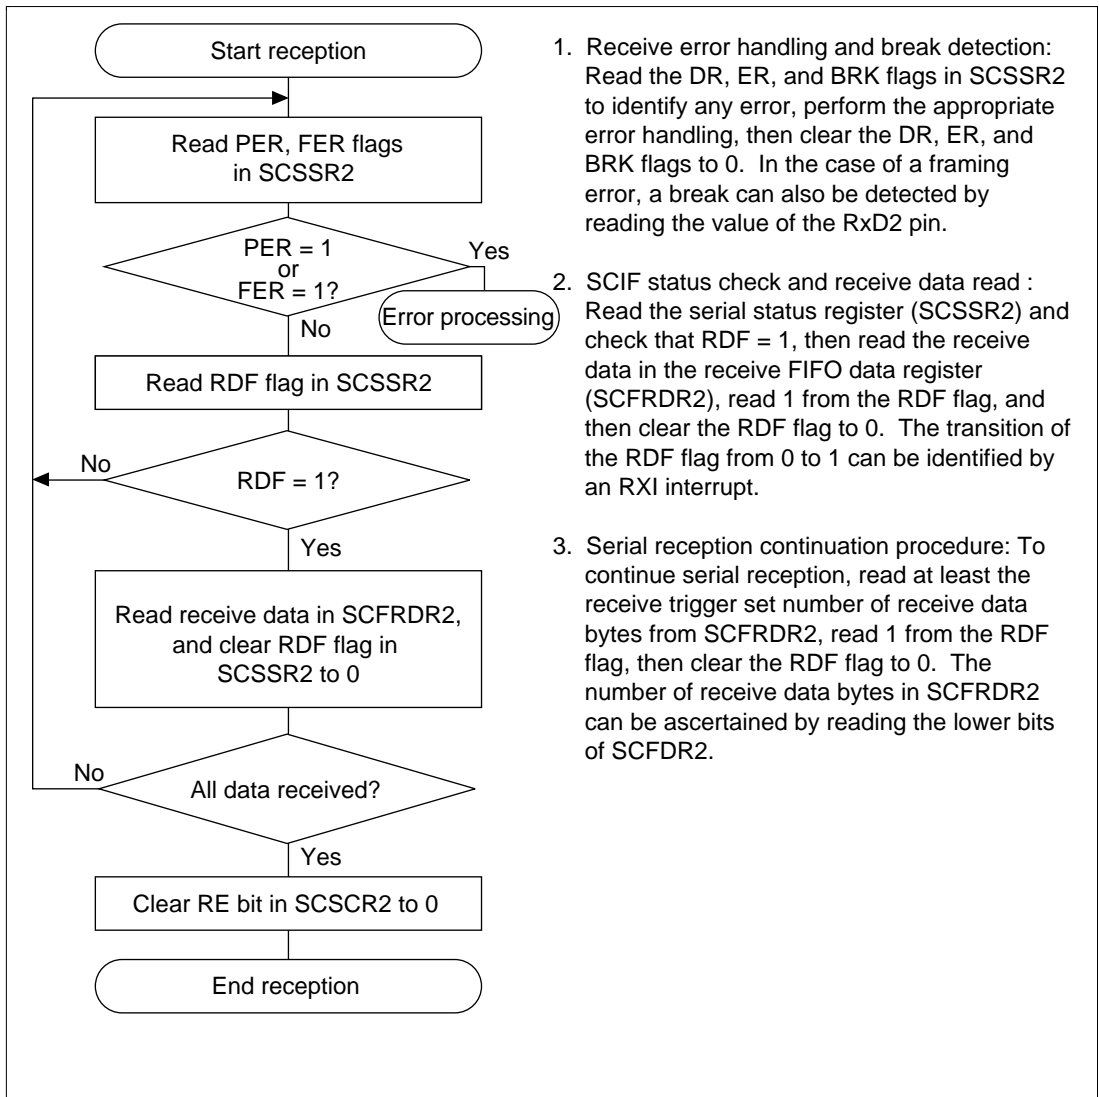 Start reception
Read PER, FER flags
in SCSSR2
PER = 1
or
FER = 1?
Yes
Error processing
No
Read RDF flag in SCSSR2
No
RDF = 1?
Yes
Read receive data in SCFRDR2,
and clear RDF flag in
SCSSR2 to 0
No
All data received?
Yes
Clear RE bit in SCSCR2 to 0
End reception
1. Receive error handling and break detection:
Read the DR, ER, and BRK flags in SCSSR2
to identify any error, perform the appropriate
error handling, then clear the DR, ER, and
BRK flags to 0. In the case of a framing
error, a break can also be detected by
reading the value of the RxD2 pin.
2. SCIF status check and receive data read :
Read the serial status register (SCSSR2) and
check that RDF = 1, then read the receive
data in the receive FIFO data register
(SCFRDR2), read 1 from the RDF flag, and
then clear the RDF flag to 0. The transition of
the RDF flag from 0 to 1 can be identified by
an RXI interrupt.
3. Serial reception continuation procedure: To
continue serial reception, read at least the
receive trigger set number of receive data
bytes from SCFRDR2, read 1 from the RDF
flag, then clear the RDF flag to 0. The
number of receive data bytes in SCFRDR2
can be ascertained by reading the lower bits
of SCFDR2.